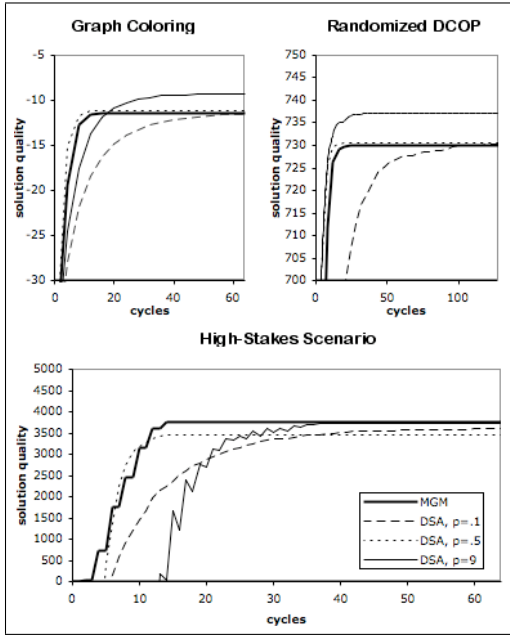 Graph Coloring
Randomized DCOP
solution quality
-5
-10
-15
-20
-25
-30
0 20 40 60
cycles
solution quality
750
745
740
735
730
725
720
715
710
705
700
0 50 100
cycles
High-Stakes Scenario
solution quality
5000
4500
4000
3500
3000
2500
2000
1500
1000
500
0
0 10 20 30 40 50 60
cycles
MGM
DSA, p=.1
DSA, p=.5
DSA, p=9